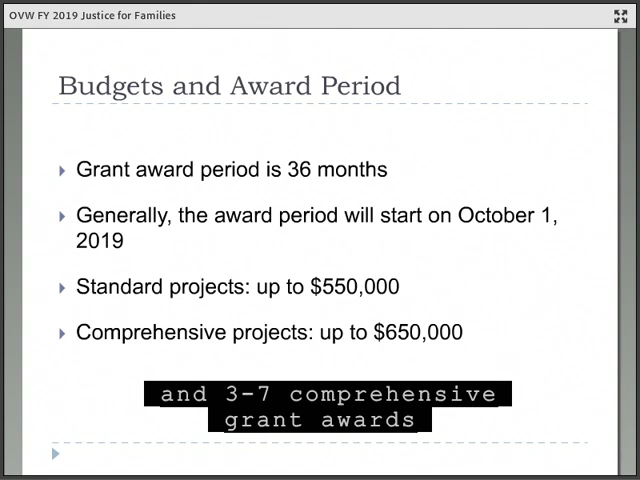 OVW FY 2019 Justice for Families
Budgets and Award Period
Grant award period is 36 months
Generally, the award period will start on October 1,
2019
Standard projects: up to $550,000
Comprehensive projects: up to $650,000
and 3-7 comprehensive
grant awards